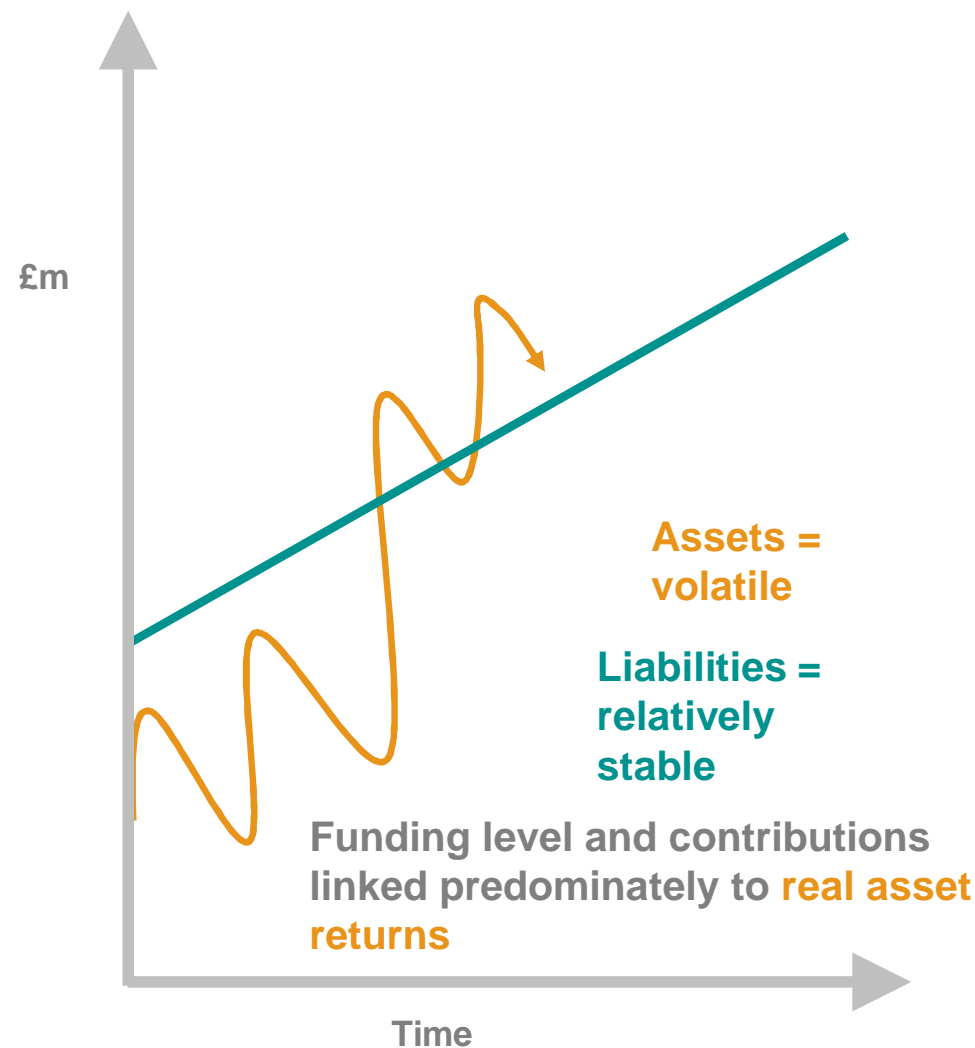 £m
Assets =
volatile
Liabilities =
relatively
stable
Funding level and contributions
linked predominately to real asset
returns
Time